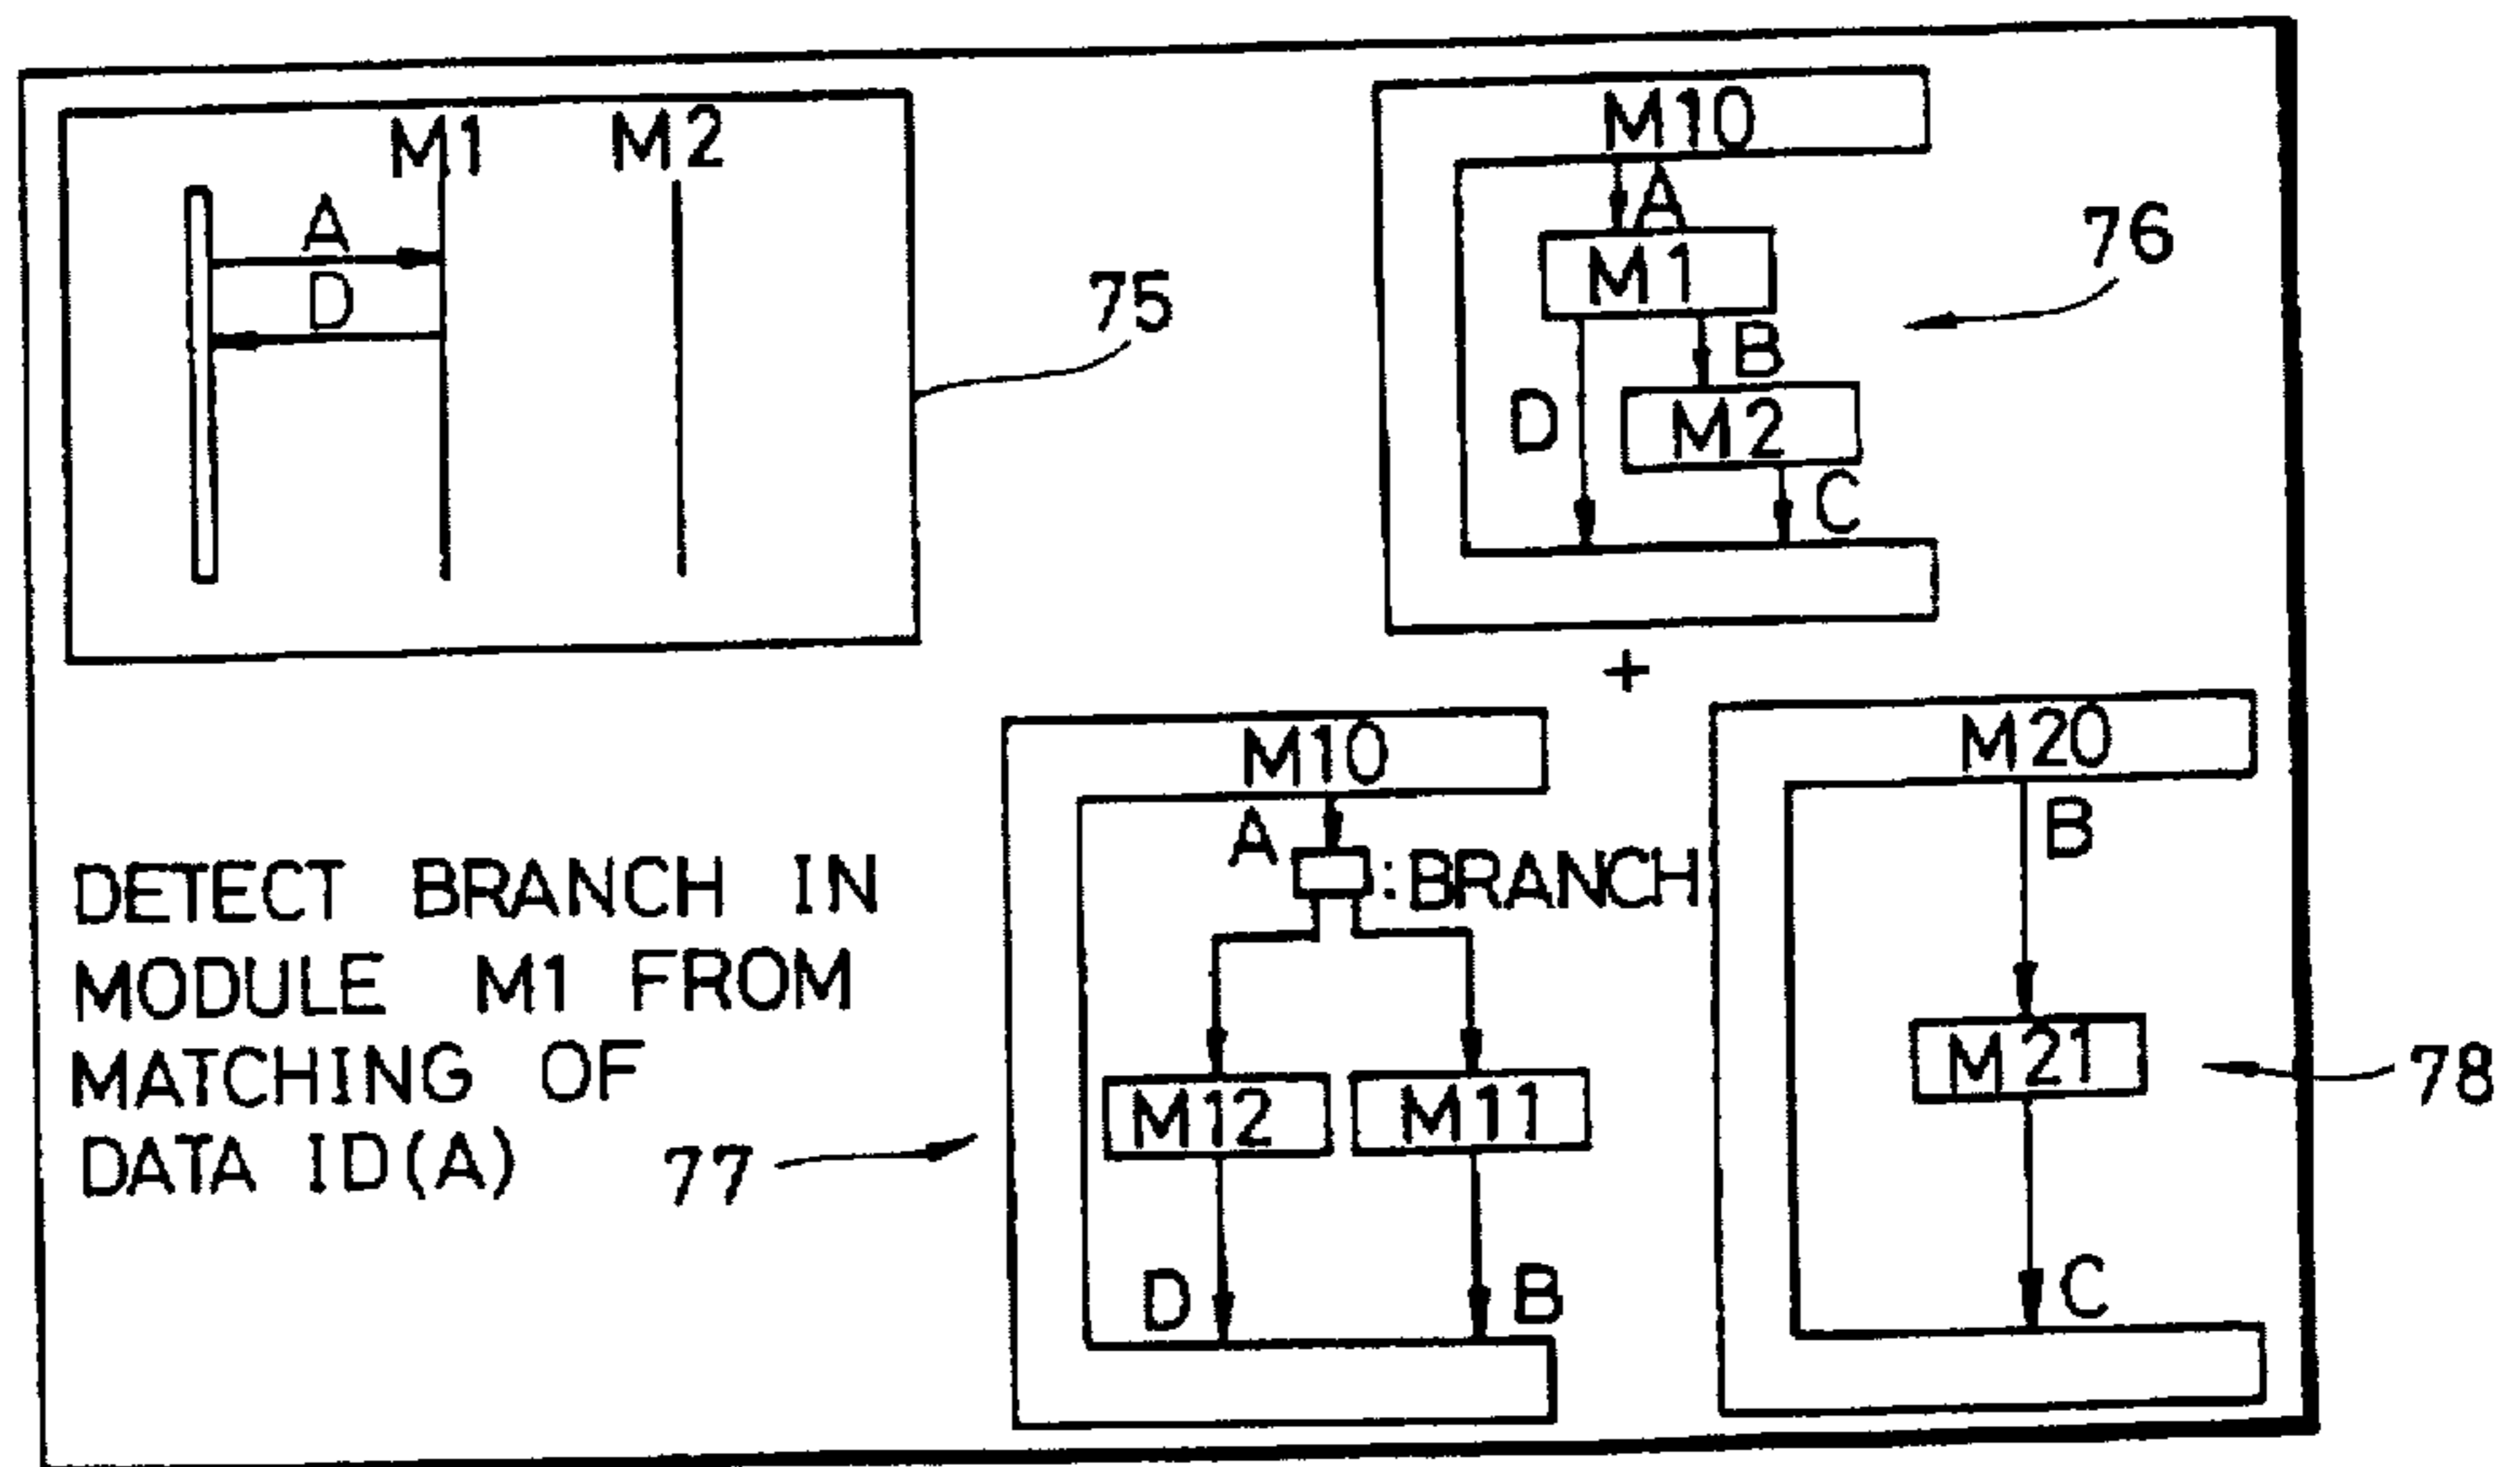 M1 M2
A
D
75
M10
A
M1
B
D
M2
C
76
+
DETECT BRANCH IN
MODULE M1 FROM
MATCHING OF
DATA ID(A)
77
M10
A
:BRANCH
M12 M11
D B
M20
B
M21
C
78